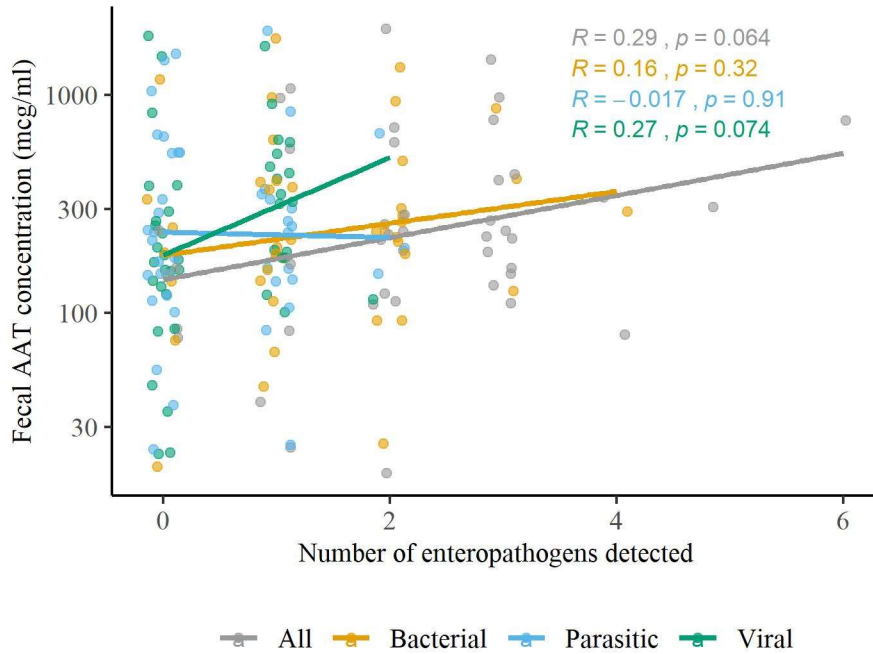 R = 0.29 , p = 0.064
R = 0.16 , p = 0.32
R = −0.017 , p = 0.91
R = 0.27 , p = 0.074
1000
300
100
30
Fecal AAT concentration (mcg/ml)
0 2 4 6
Number of enteropathogens detected
a All a Bacterial a Parasitic a Viral